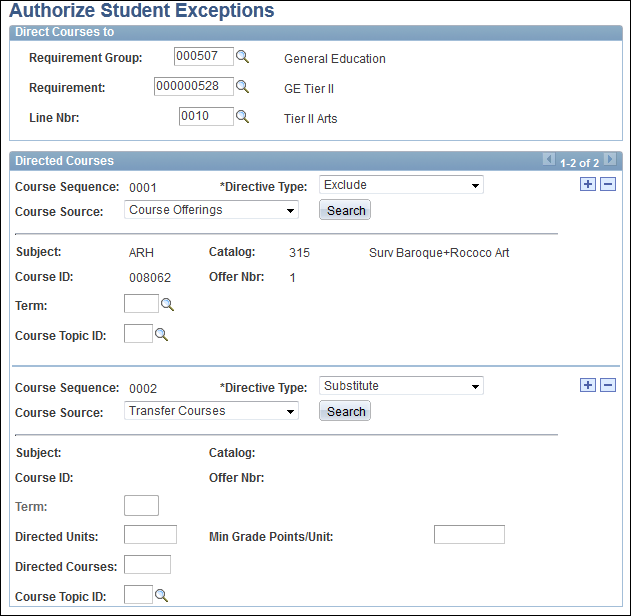 Authorize Student Exceptions
Direct Courses to
Requirement Group: 000507 General Education
Requirement: 000000528 GE Tier II
Line Nbr: 0010 Tier II Arts
Directed Courses 1-2 of 2
Course Sequence: 0001 *Directive Type: Exclude
Course Source: Course Offerings Search
Subject: ARH Catalog: 315 Surv Baroque+Rococo Art
Course ID: 008062 Offer Nbr: 1
Term:
Course Topic ID:
Course Sequence: 0002 *Directive Type: Substitute
Course Source: Transfer Courses Search
Subject: Catalog:
Course ID: Offer Nbr:
Term:
Directed Units: Min Grade Points/Unit:
Directed Courses:
Course Topic ID: